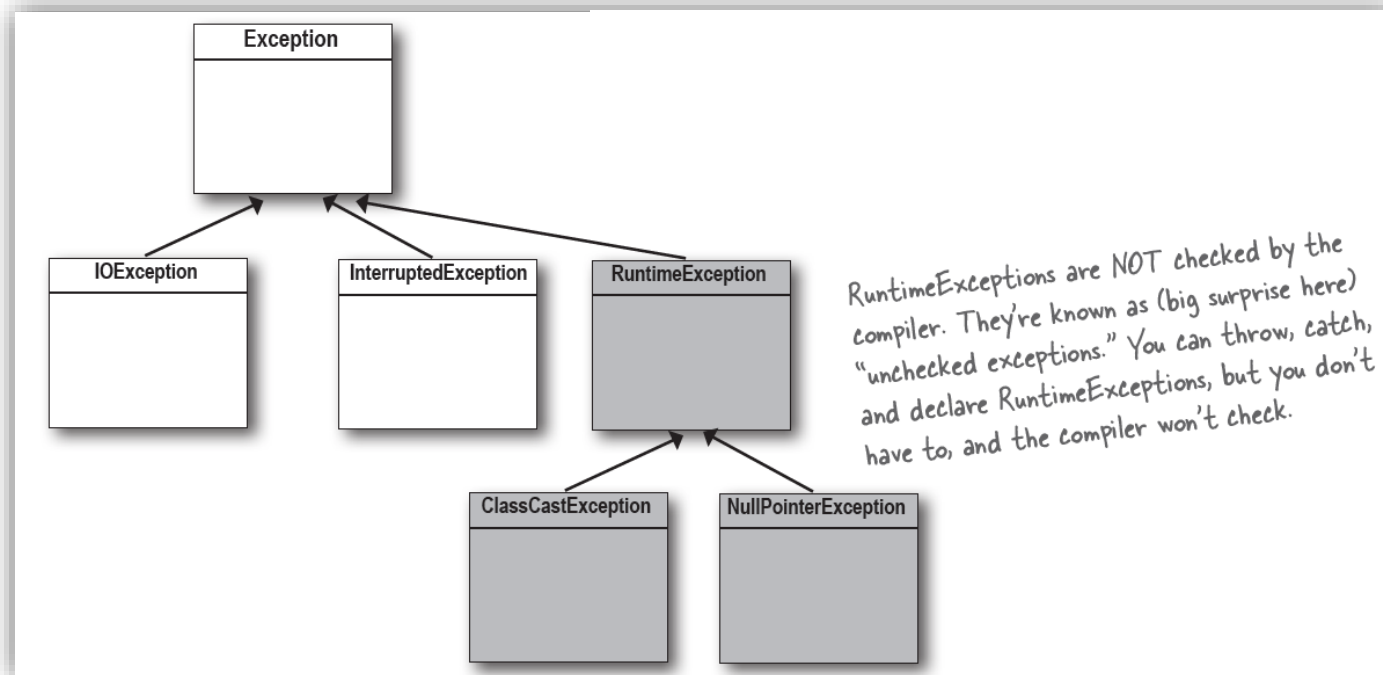 Exception
IOException
InterruptedException
RuntimeException
RuntimeExceptions are NOT checked by the
compiler. They're known as (big surprise here)
“unchecked exceptions.” You can throw, catch,
and declare RuntimeExceptions, but you don't
have to, and the compiler won't check.
ClassCastException
NullPointerException